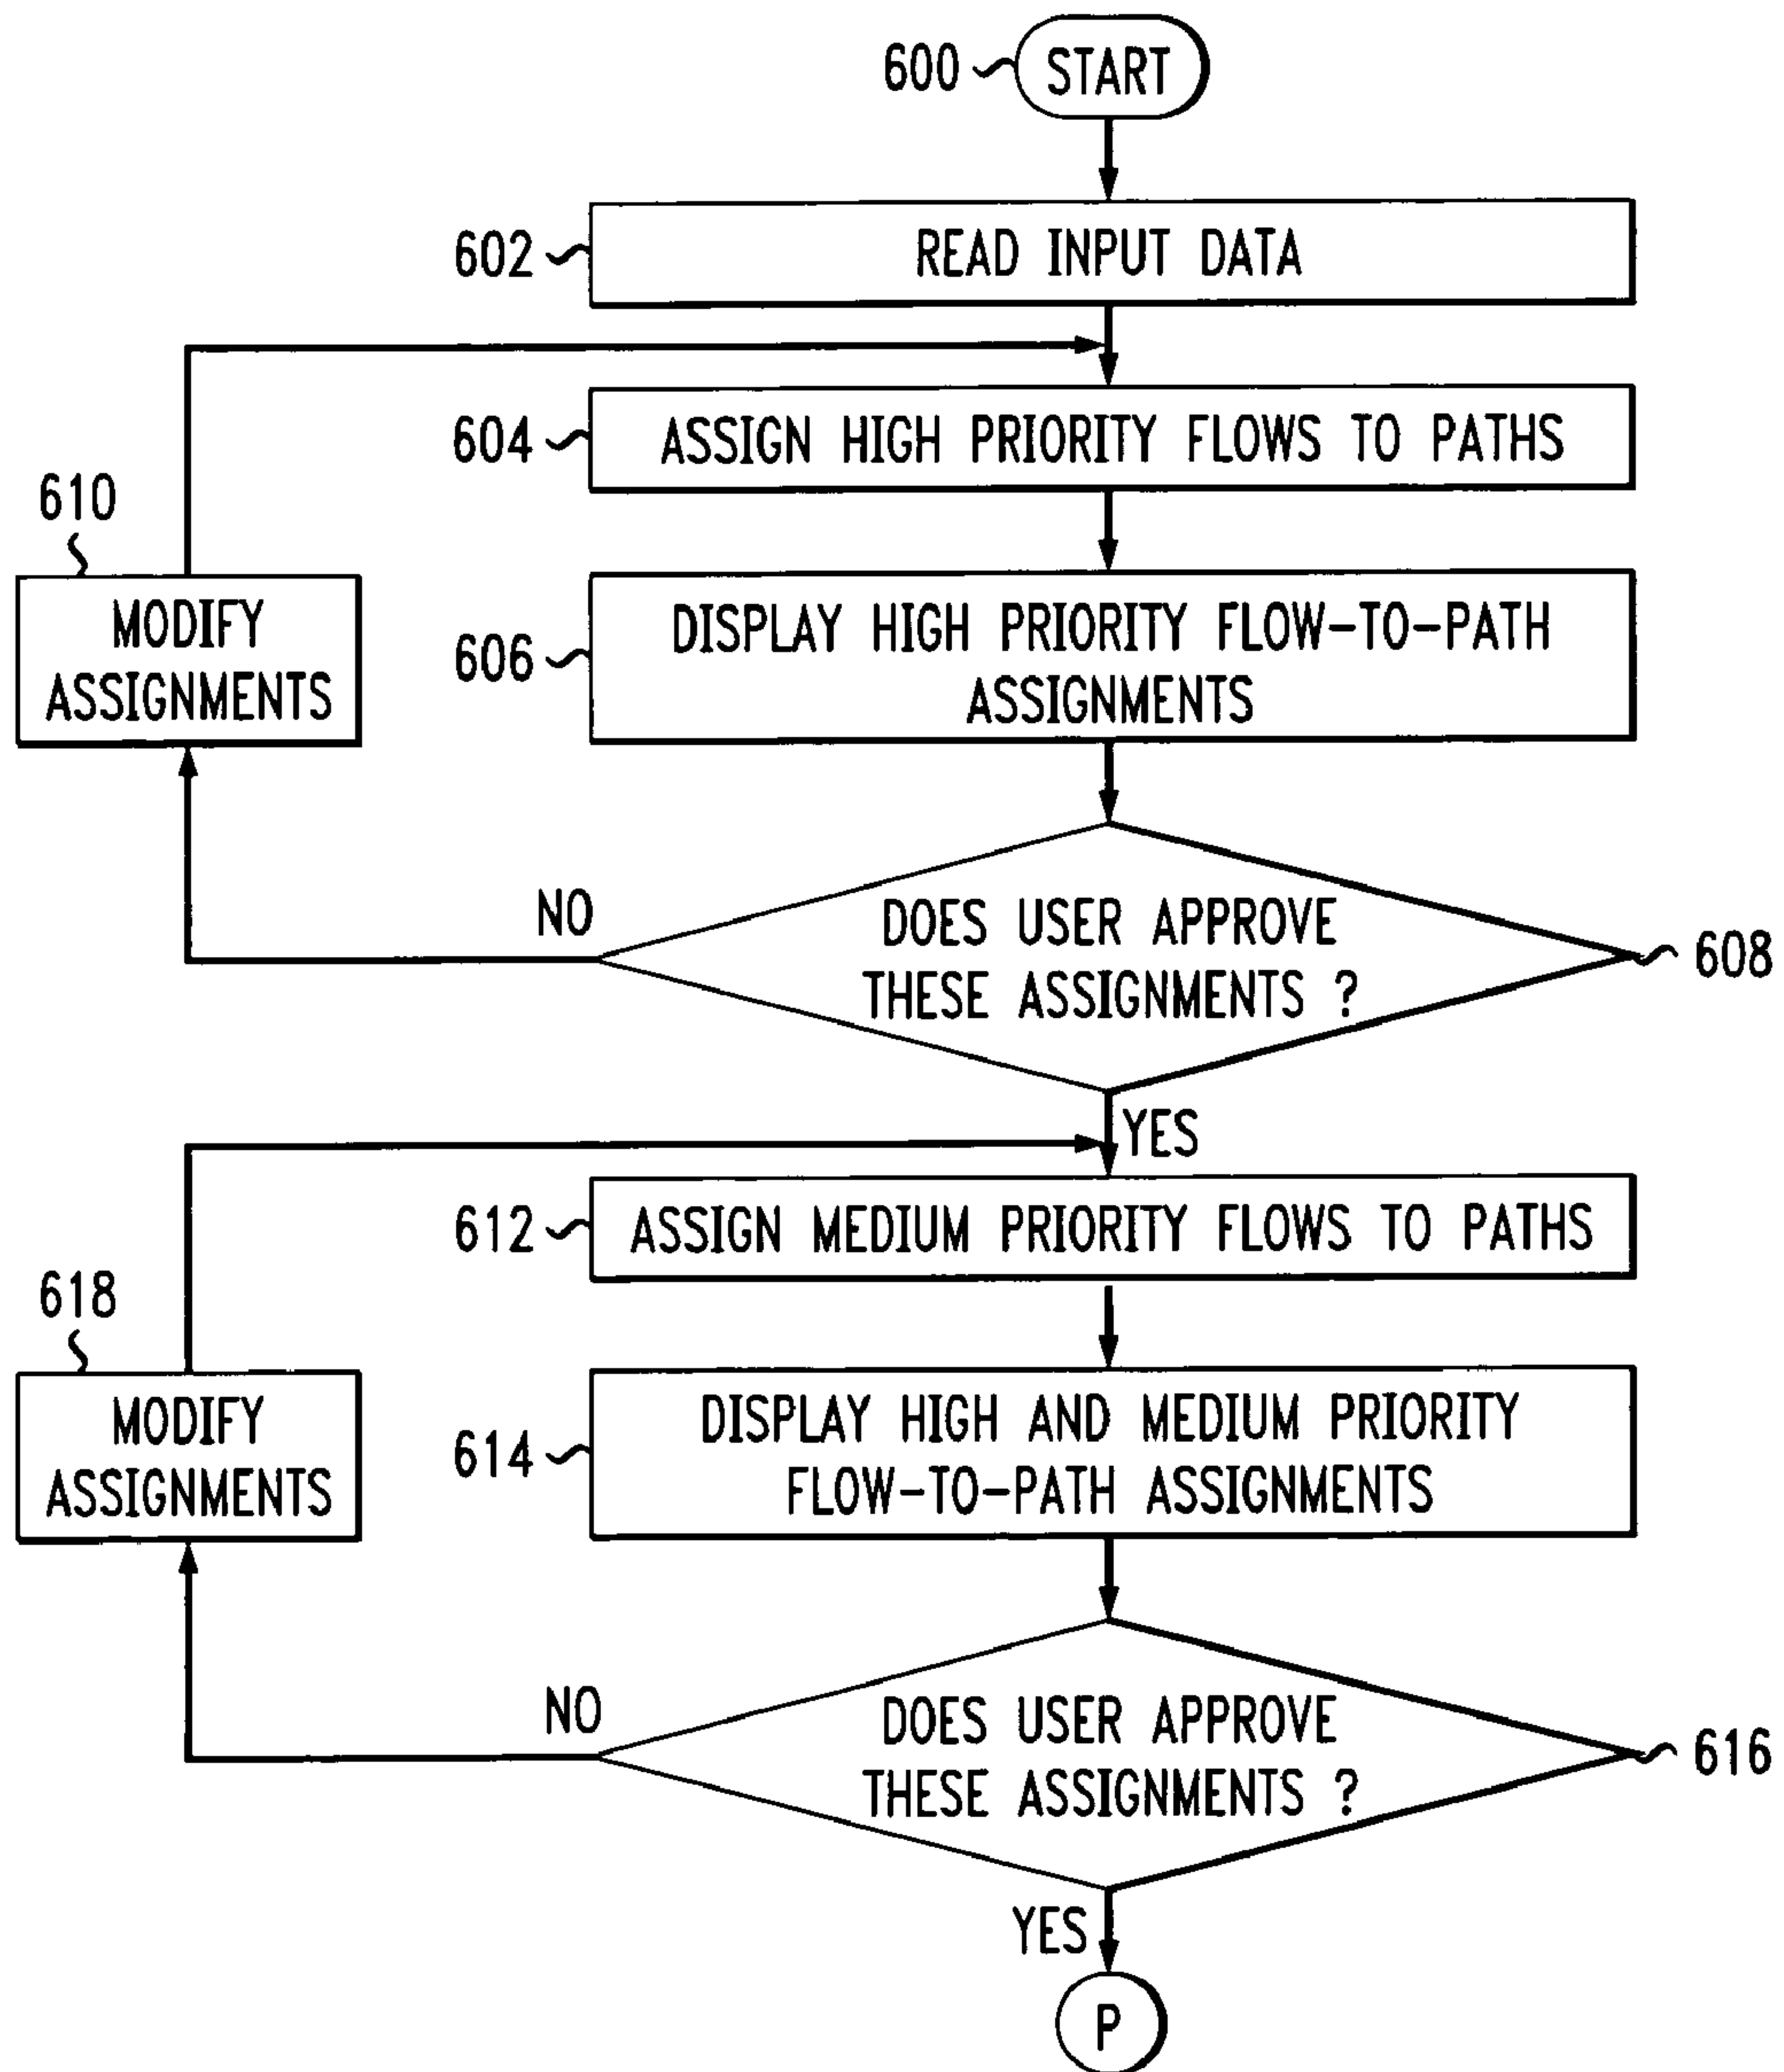 600
START
602
READ INPUT DATA
604
ASSIGN HIGH PRIORITY FLOWS TO PATHS
610
MODIFY
ASSIGNMENTS
606
DISPLAY HIGH PRIORITY FLOW-TO-PATH
ASSIGNMENTS
NO
DOES USER APPROVE
THESE ASSIGNMENTS ?
608
YES
612
ASSIGN MEDIUM PRIORITY FLOWS TO PATHS
618
MODIFY
ASSIGNMENTS
614
DISPLAY HIGH AND MEDIUM PRIORITY
FLOW-TO-PATH ASSIGNMENTS
NO
DOES USER APPROVE
THESE ASSIGNMENTS ?
616
YES
P